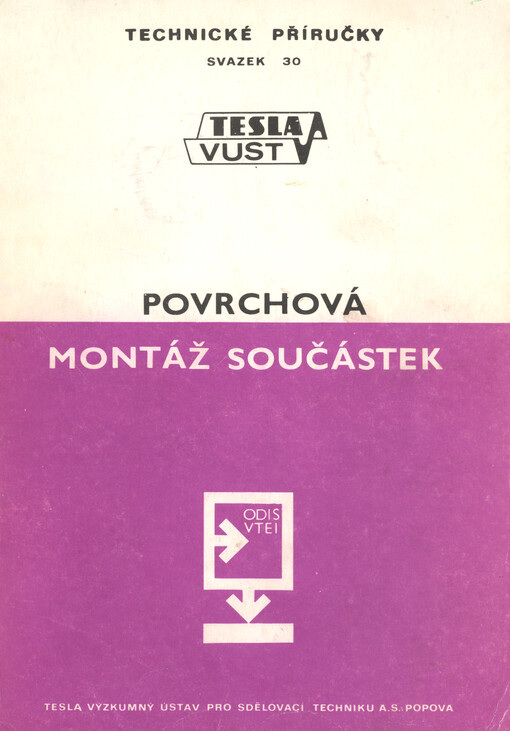 TECHNICKÉ PŘÍRUČKY
SVAZEK 30
TESLA
VUST
POVRCHOVÁ
MONTÁŽ SOUČÁSTEK
ODIS
VTEI
TESLA VÝZKUMNÝ ÚSTAV PRO SDĚLOVACÍ TECHNIKU A.S. POPOVA